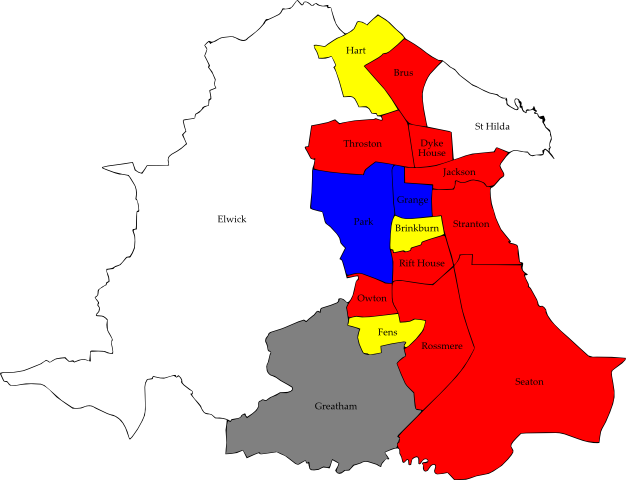 Hart
Brus
St Hilda
Throston
Dyke
House
Jackson
Elwick
Park
Grange
Brinkburn
Stranton
Rift House
Owton
Fens
Rossmere
Seaton
Greatham